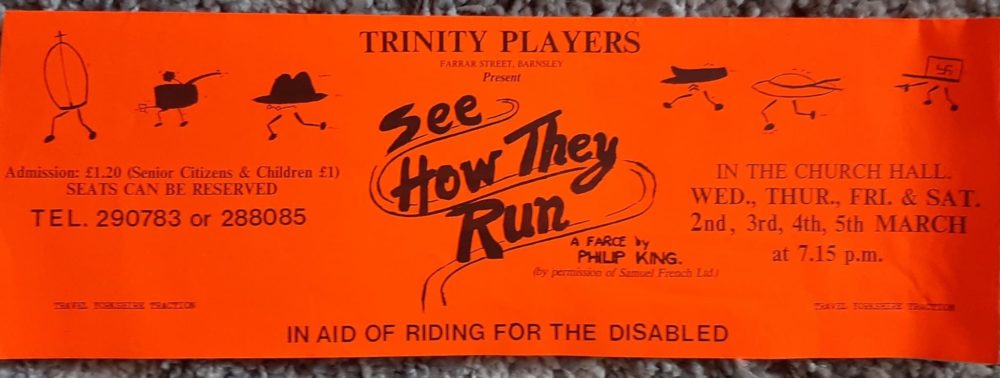 TRINITY PLAYERS
FARRAR STREET, BARNSLEY
Present
See
How They
Run
A FARCE by
PHILIP KING.
(by permission of Samuel French Ltd.)
Admission: £1.20 (Senior Citizens & Children £1)
SEATS CAN BE RESERVED
TEL. 290783 or 288085
IN THE CHURCH HALL.
WED., THUR., FRI. & SAT.
2nd, 3rd, 4th, 5th MARCH
at 7.15 p.m.
TRAVEL YORKSHIRE TRACTION
TRAVEL YORKSHIRE TRACTION
IN AID OF RIDING FOR THE DISABLED